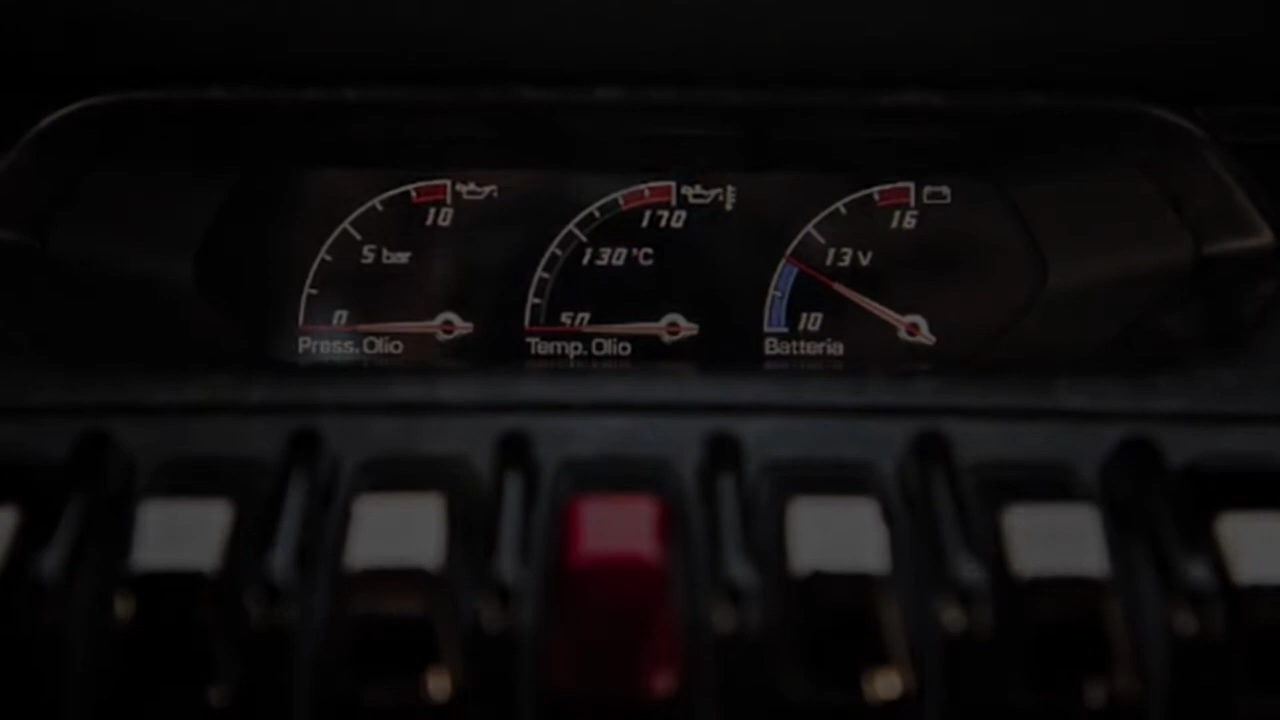 10
5 bar
0
Press. Olio
170
130°C
50
Temp. Olio
16
13 V
10
Batteria